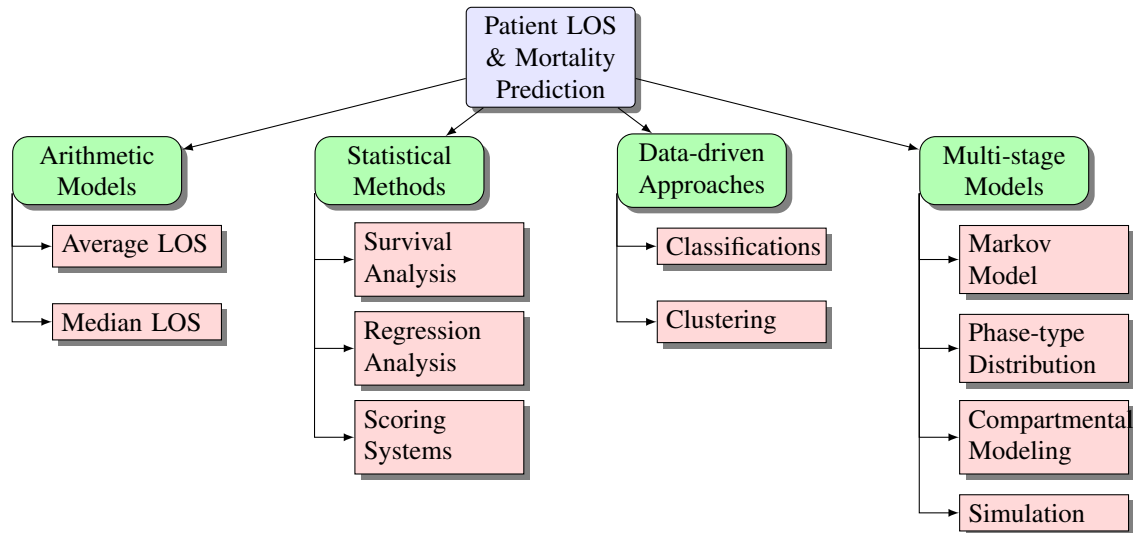 Patient LOS
& Mortality
Prediction
Arithmetic
Models
Average LOS
Median LOS
Statistical
Methods
Survival
Analysis
Regression
Analysis
Scoring
Systems
Data-driven
Approaches
Classifications
Clustering
Multi-stage
Models
Markov
Model
Phase-type
Distribution
Compartmental
Modeling
Simulation